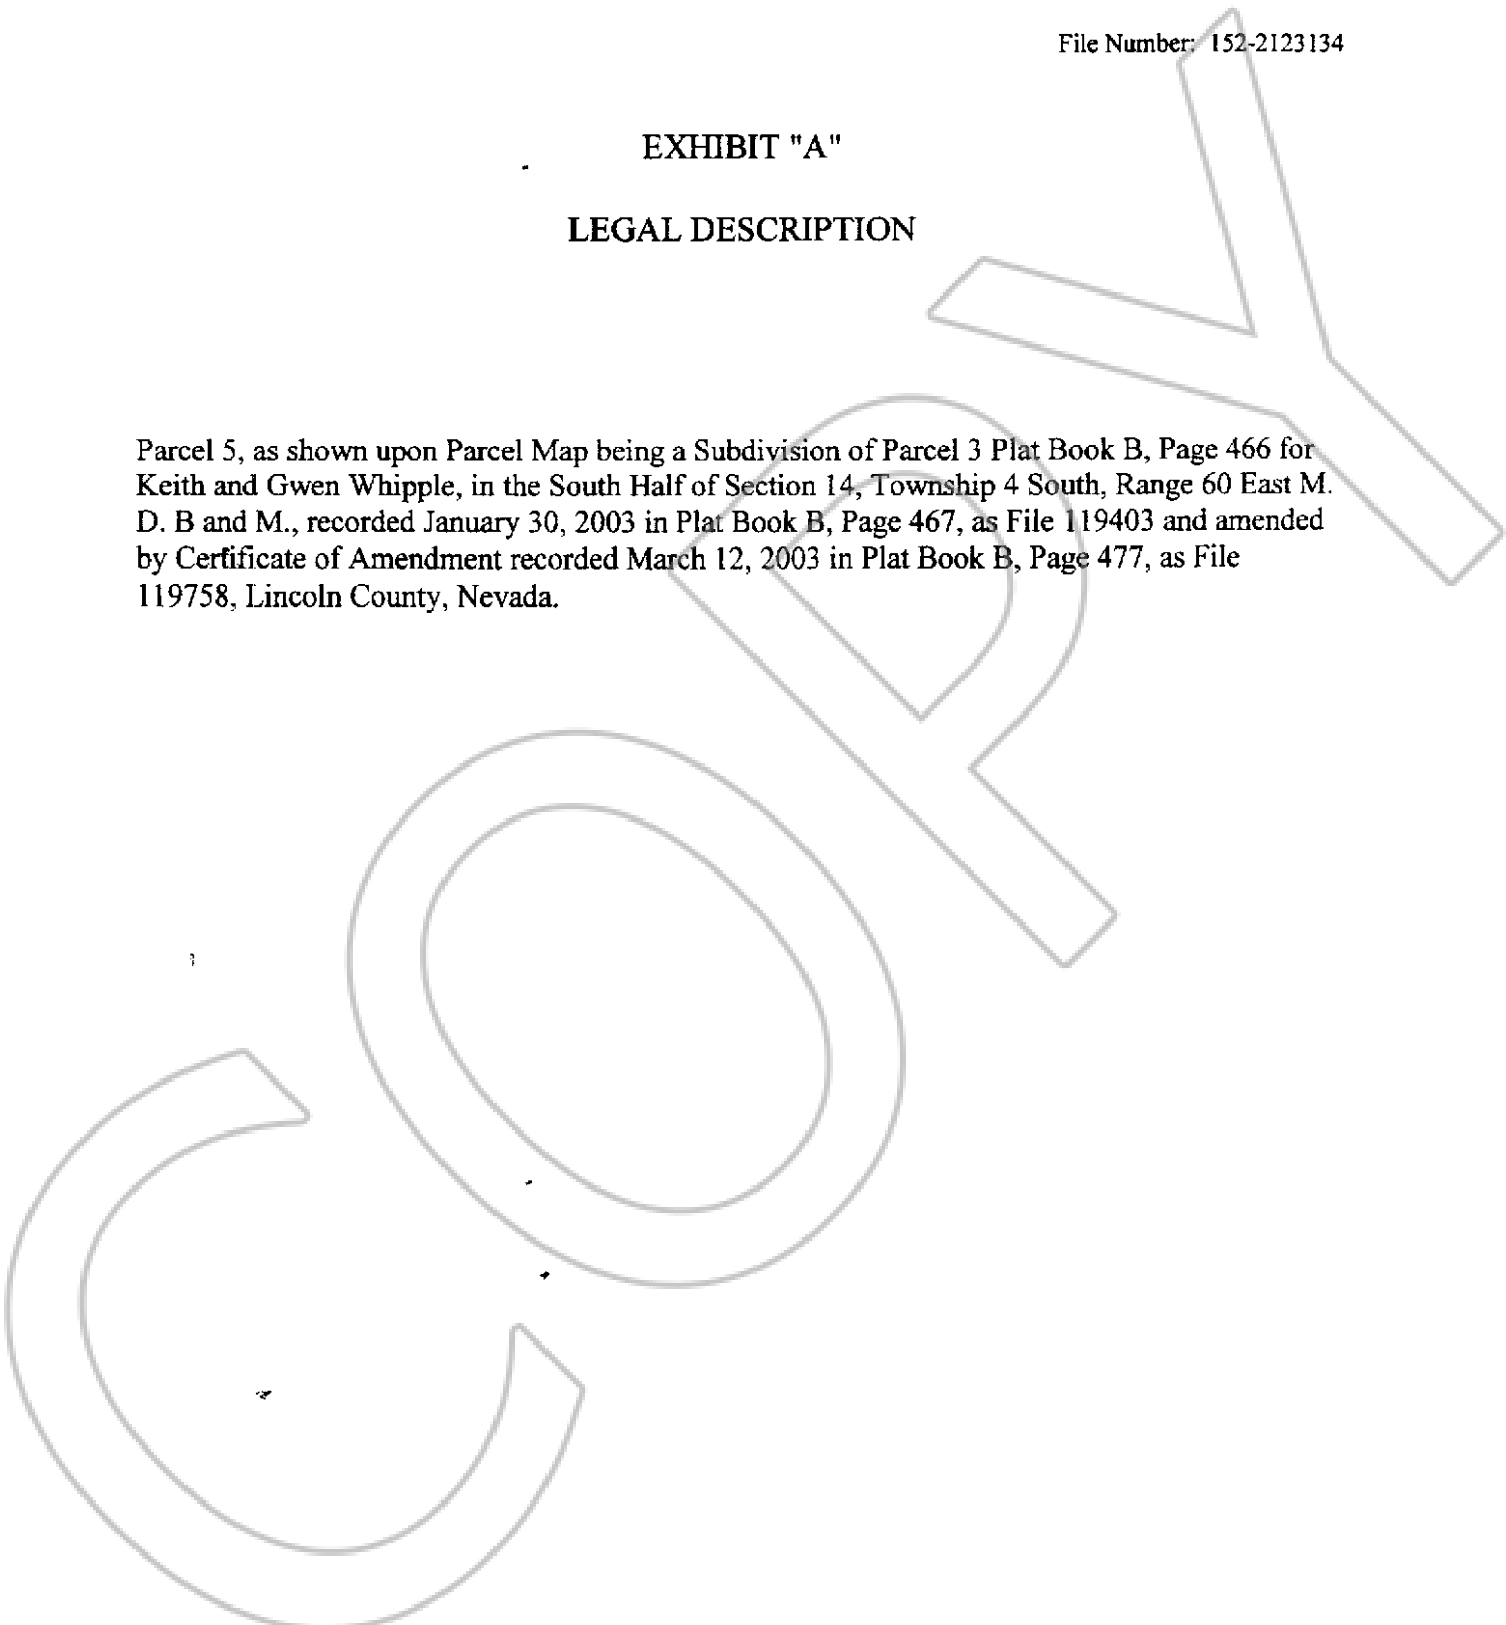 File Number: 152-2123134
EXHIBIT "A"
LEGAL DESCRIPTION
Parcel 5, as shown upon Parcel Map being a Subdivision of Parcel 3 Plat Book B, Page 466 for
Keith and Gwen Whipple, in the South Half of Section 14, Township 4 South, Range 60 East M.
D. B and M., recorded January 30, 2003 in Plat Book B, Page 467, as File 119403 and amended
by Certificate of Amendment recorded March 12, 2003 in Plat Book B, Page 477, as File
119758, Lincoln County, Nevada.
COPY